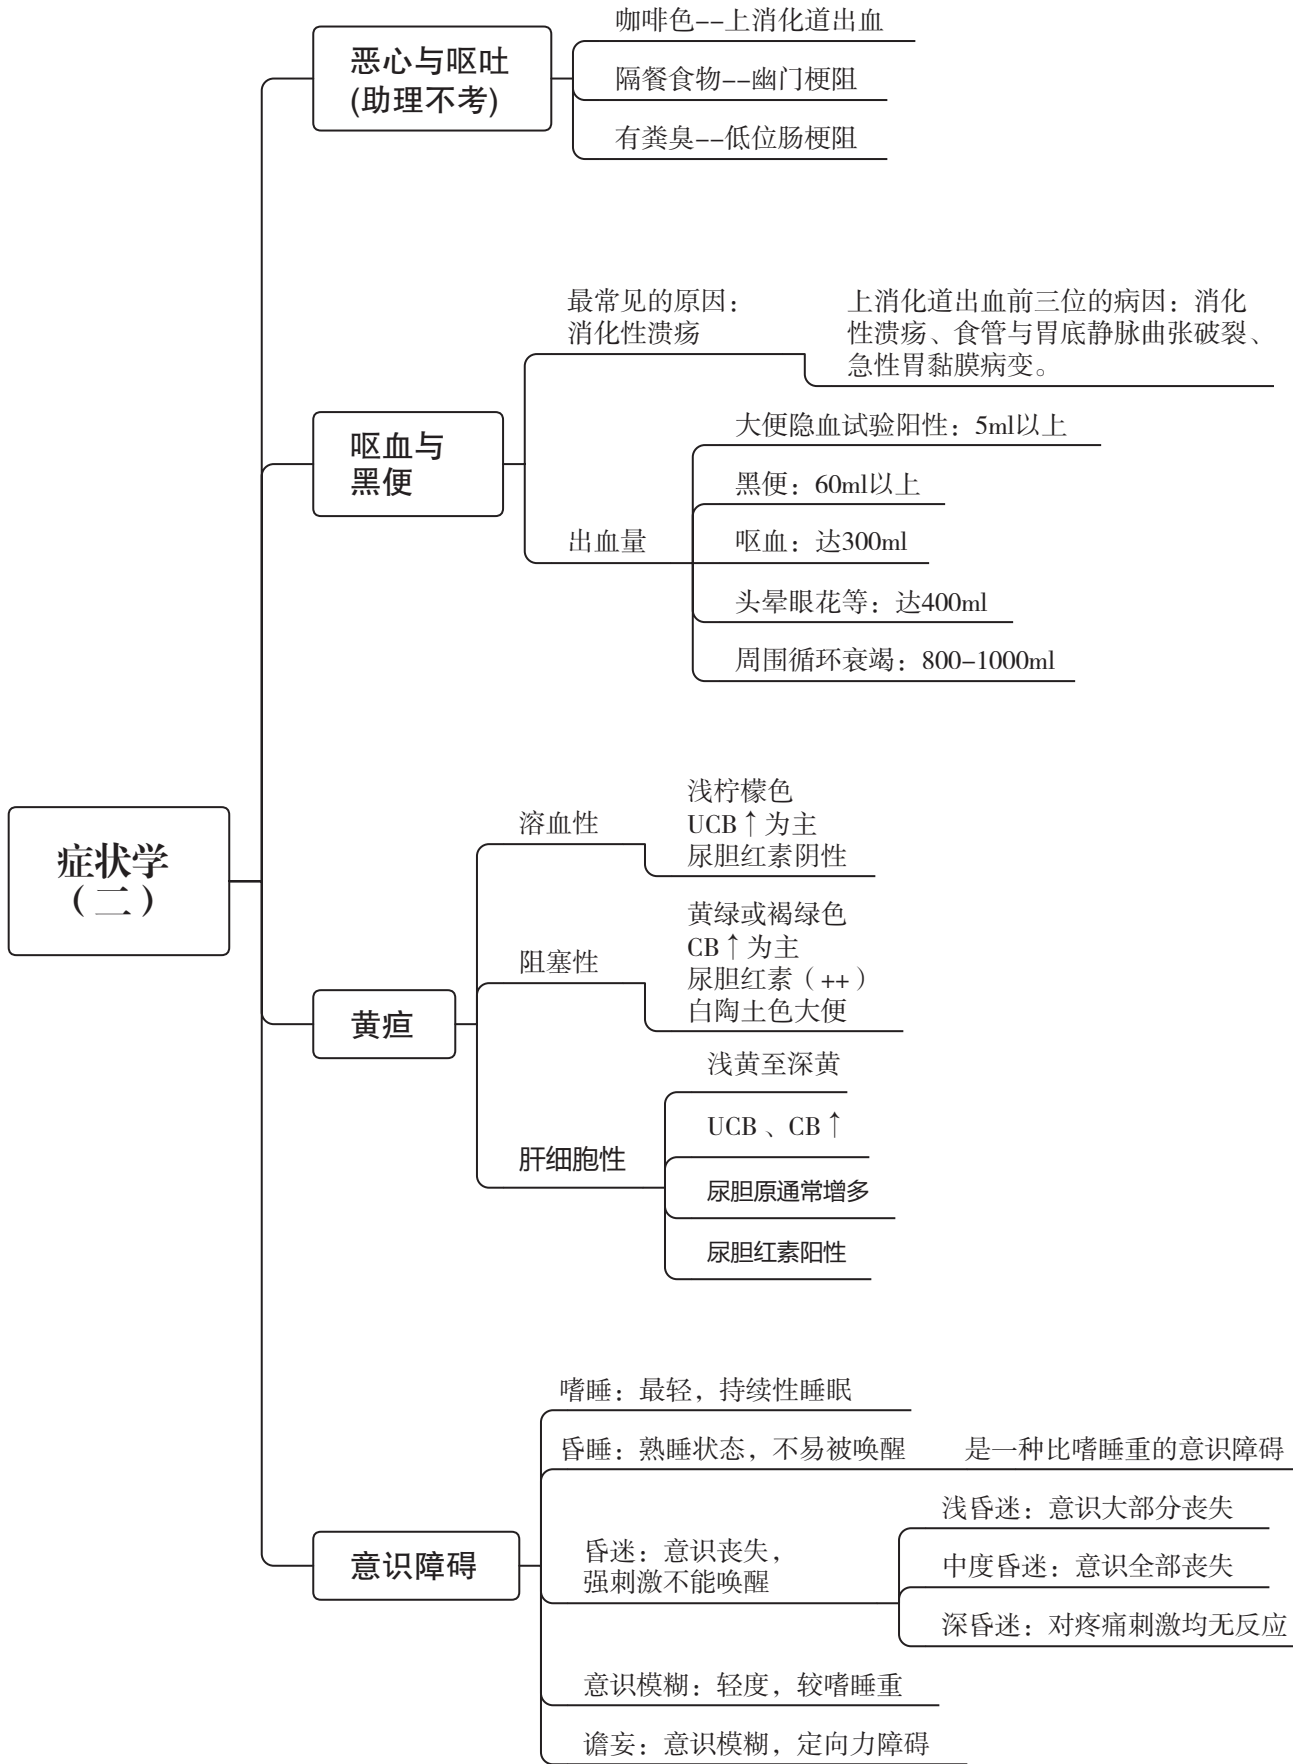 症状学
（二）
恶心与呕吐
(助理不考)
咖啡色--上消化道出血
隔餐食物--幽门梗阻
有粪臭--低位肠梗阻
呕血与
黑便
最常见的原因：
消化性溃疡
上消化道出血前三位的病因：消化
性溃疡、食管与胃底静脉曲张破裂、
急性胃黏膜病变。
出血量
大便隐血试验阳性：5ml以上
黑便：60ml以上
呕血：达300ml
头晕眼花等：达400ml
周围循环衰竭：800-1000ml
黄疸
溶血性
浅柠檬色
UCB↑为主
尿胆红素阴性
阻塞性
黄绿或褐绿色
CB↑为主
尿胆红素（++）
白陶土色大便
肝细胞性
浅黄至深黄
UCB、CB↑
尿胆原通常增多
尿胆红素阳性
意识障碍
嗜睡：最轻，持续性睡眠
昏睡：熟睡状态，不易被唤醒
是一种比嗜睡重的意识障碍
昏迷：意识丧失，
强刺激不能唤醒
浅昏迷：意识大部分丧失
中度昏迷：意识全部丧失
深昏迷：对疼痛刺激均无反应
意识模糊：轻度，较嗜睡重
谵妄：意识模糊，定向力障碍